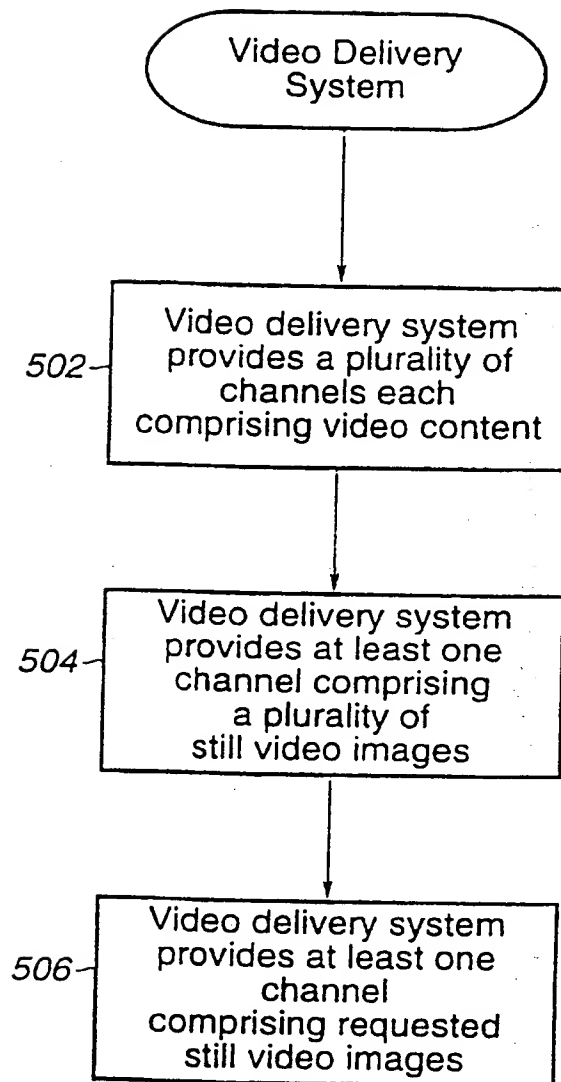 Video Delivery
System
Video delivery system
provides a plurality of
channels each
comprising video content
502
Video delivery system
provides at least one
channel comprising
a plurality of
still video images
504
Video delivery system
provides at least one
channel
comprising requested
still video images
506